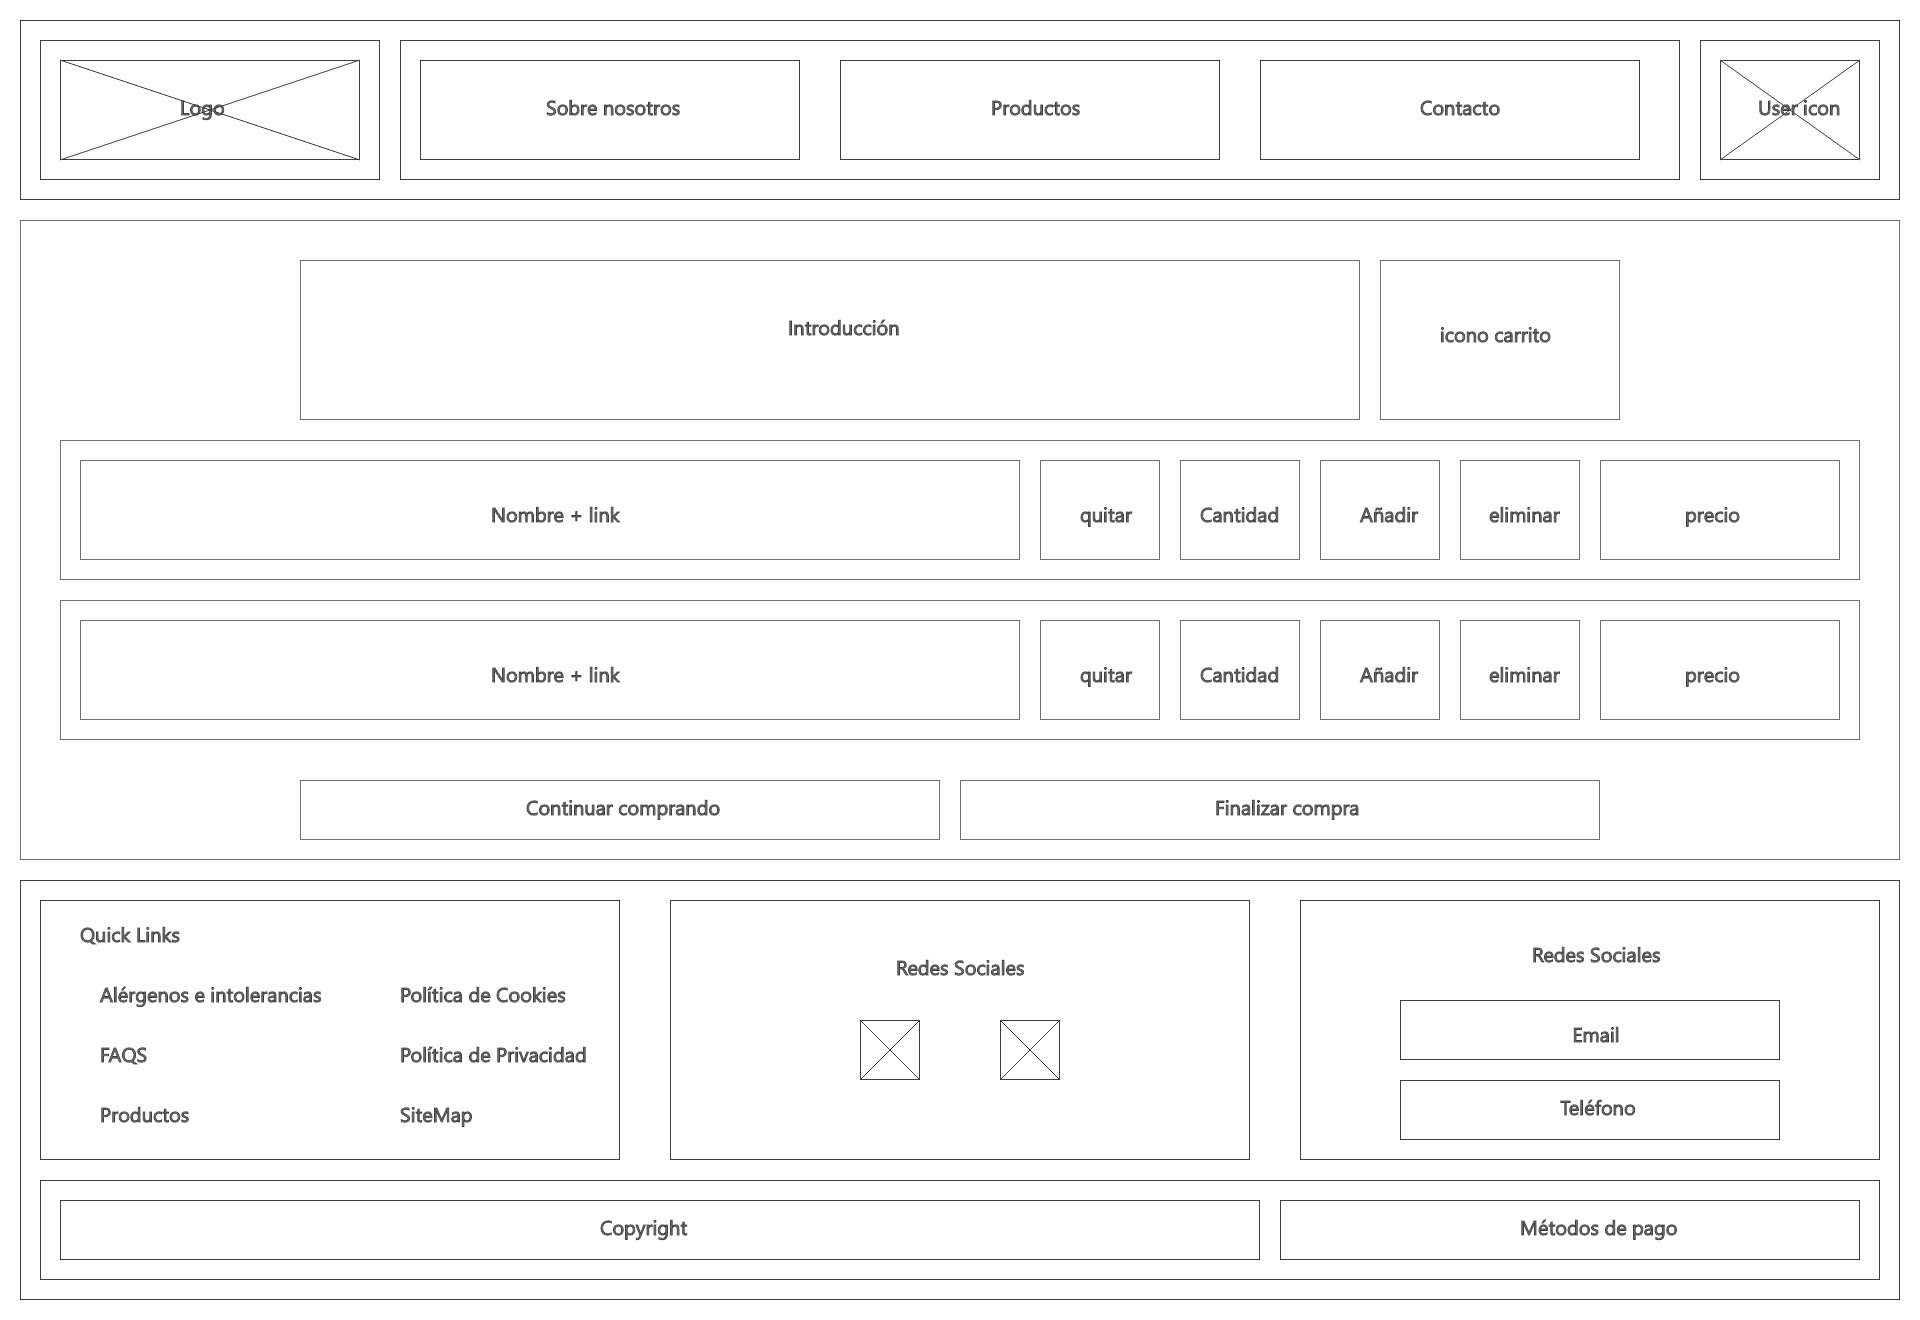 Logo
Sobre nosotros
Productos
Contacto
User icon
Introducción
icono carrito
Nombre + link
quitar
Cantidad
Añadir
eliminar
precio
Nombre + link
quitar
Cantidad
Añadir
eliminar
precio
Continuar comprando
Finalizar compra
Quick Links
Alérgenos e intolerancias
Política de Cookies
FAQS
Política de Privacidad
Productos
SiteMap
Redes Sociales
Redes Sociales
Email
Teléfono
Copyright
Métodos de pago